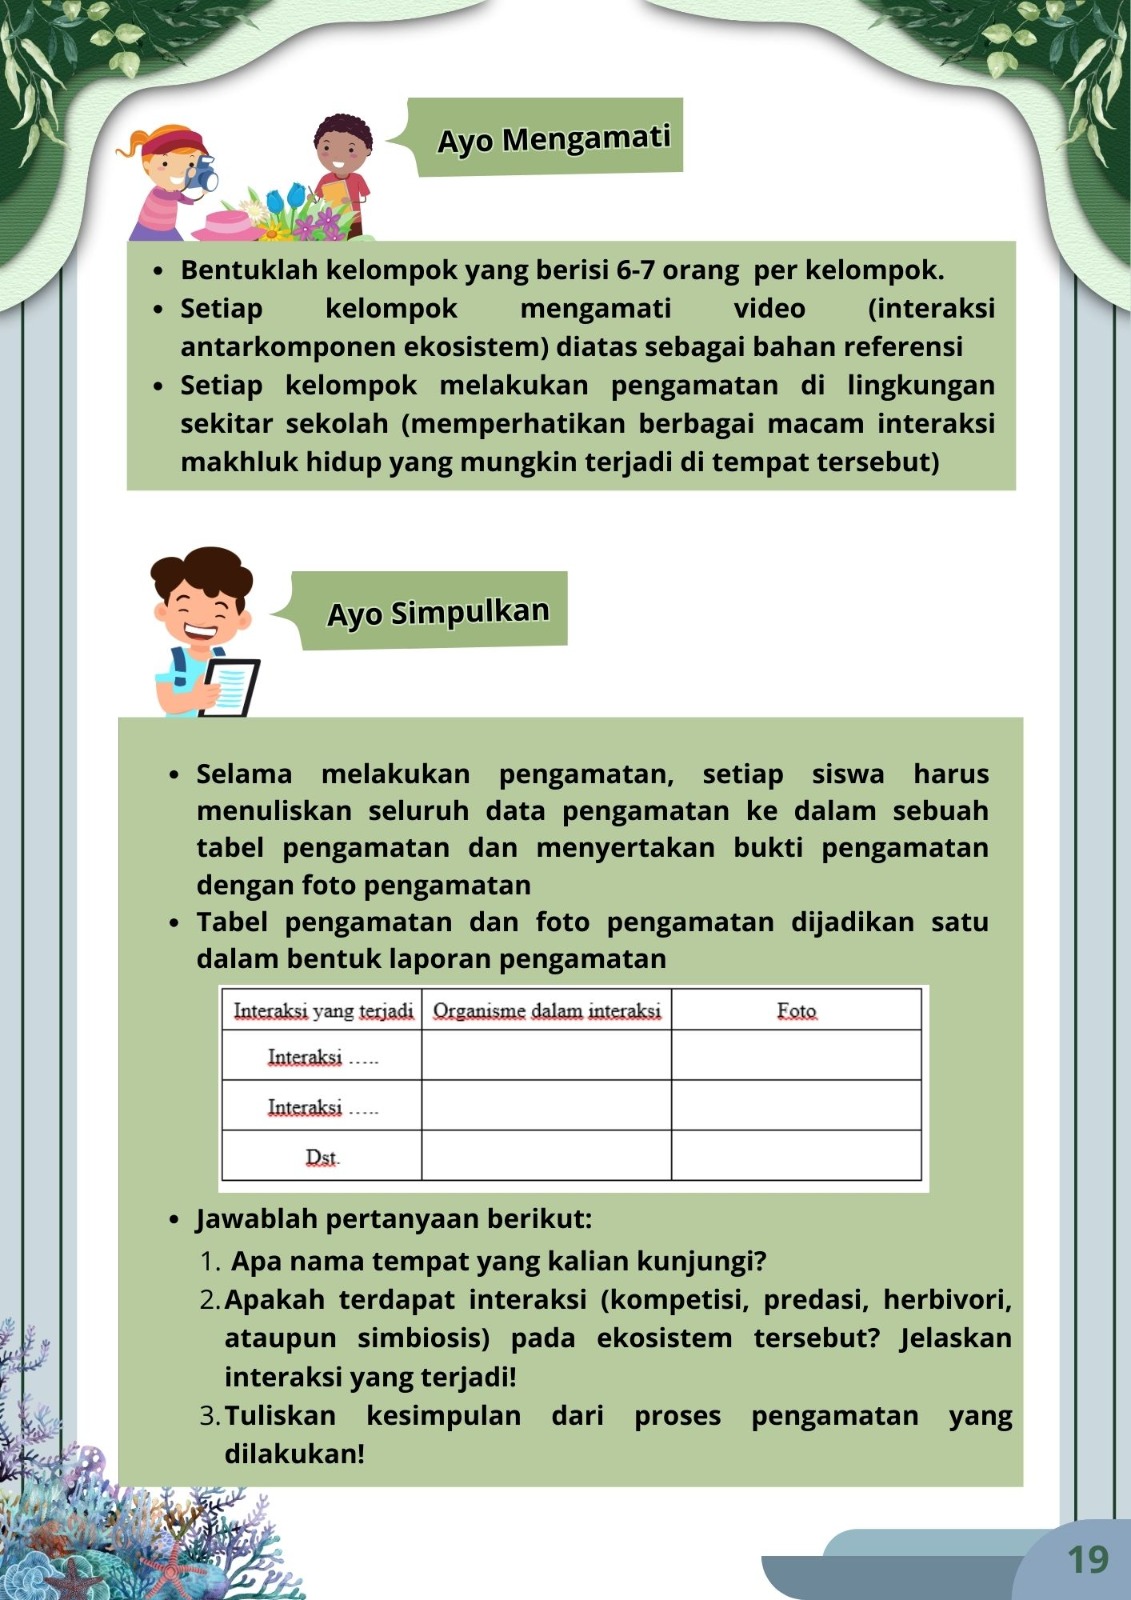 Ayo Mengamati
• Bentuklah kelompok yang berisi 6-7 orang per kelompok.
• Setiap kelompok mengamati video (interaksi
antarkomponen ekosistem) diatas sebagai bahan referensi
• Setiap kelompok melakukan pengamatan di lingkungan
sekitar sekolah (memperhatikan berbagai macam interaksi
makhluk hidup yang mungkin terjadi di tempat tersebut)
Ayo Simpulkan
• Selama melakukan pengamatan, setiap siswa harus
menuliskan seluruh data pengamatan ke dalam sebuah
tabel pengamatan dan menyertakan bukti pengamatan
dengan foto pengamatan
• Tabel pengamatan dan foto pengamatan dijadikan satu
dalam bentuk laporan pengamatan
Interaksi yang terjadi Organisme dalam interaksi Foto
Interaksi .....
Interaksi .....
Dst.
• Jawablah pertanyaan berikut:
1. Apa nama tempat yang kalian kunjungi?
2. Apakah terdapat interaksi (kompetisi, predasi, herbivori,
ataupun simbiosis) pada ekosistem tersebut? Jelaskan
interaksi yang terjadi!
3. Tuliskan kesimpulan dari proses pengamatan yang
dilakukan!
19